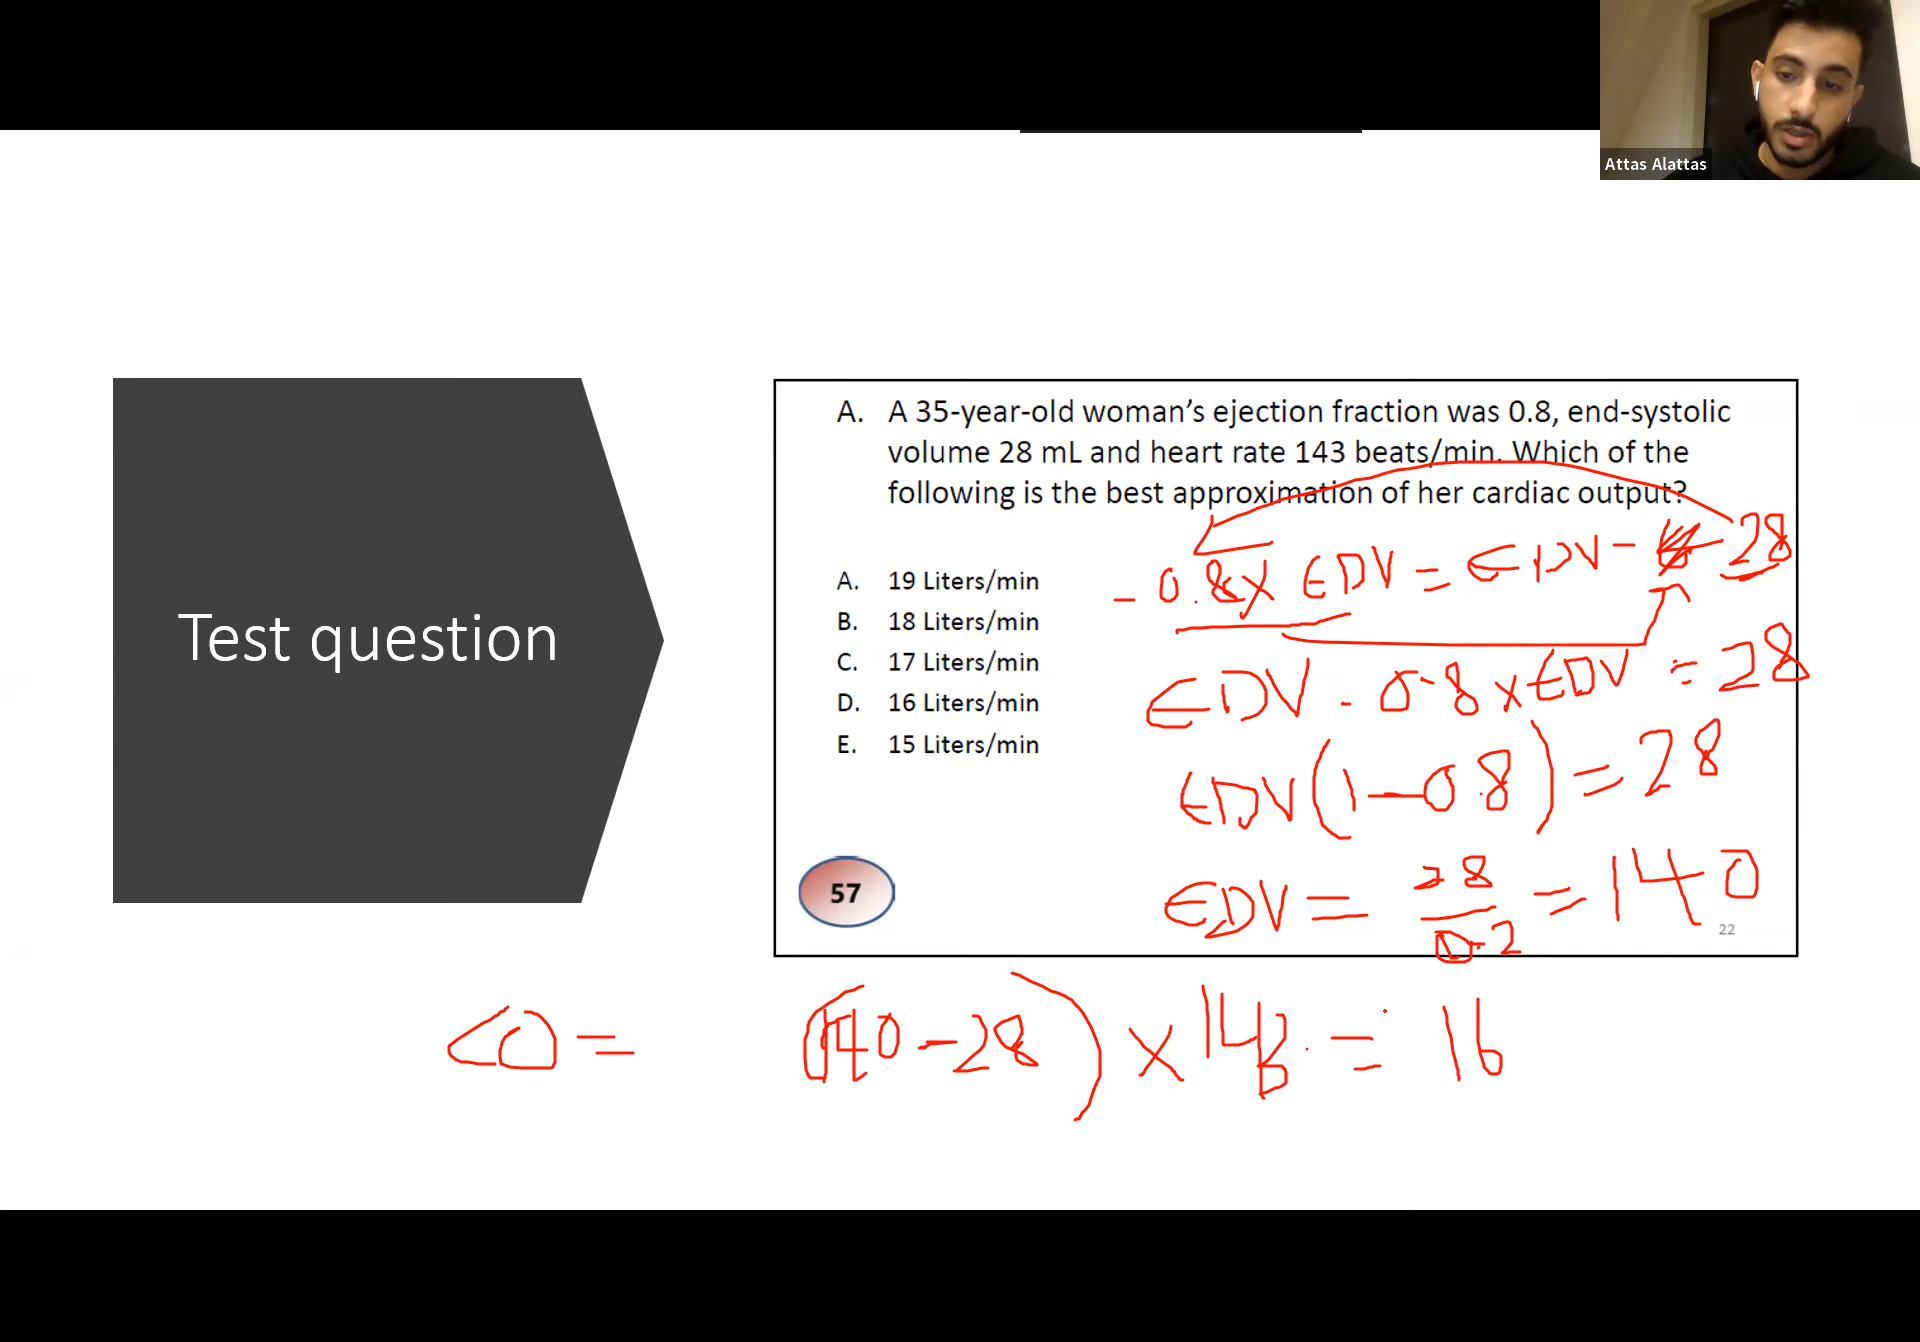 Attas Alattas
Test question
A. A 35-year-old woman’s ejection fraction was 0.8, end-systolic
volume 28 mL and heart rate 143 beats/min. Which of the
following is the best approximation of her cardiac output?
A. 19 Liters/min
B. 18 Liters/min
C. 17 Liters/min
D. 16 Liters/min
E. 15 Liters/min
- 0.8 x EDV = EDV - 28
EDV - 0.8 x EDV = 28
EDV (1 - 0.8) = 28
EDV = 28 / 0.2 = 140
57
22
CO = (140 - 28) x 143 = 16